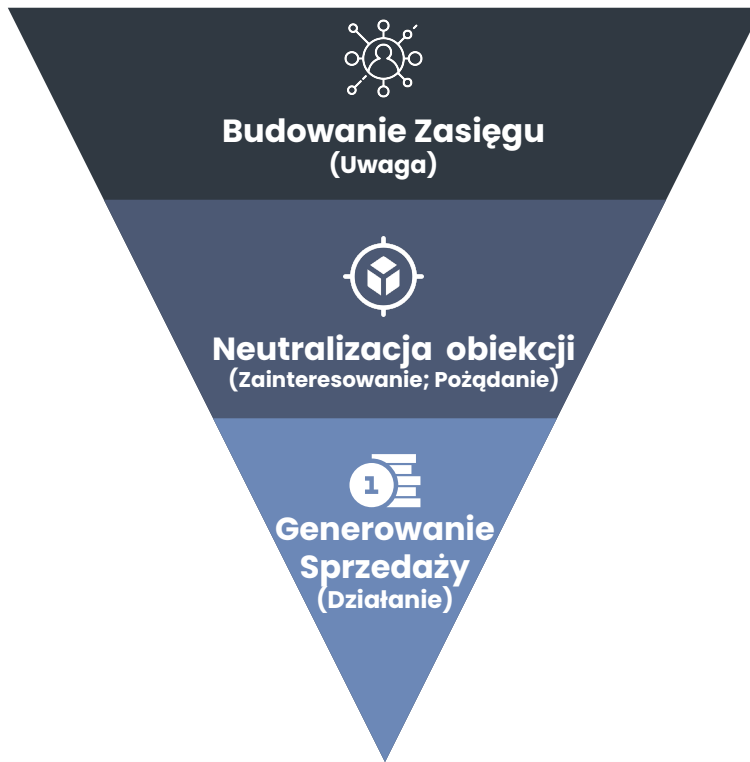 Budowanie Zasięgu
(Uwaga)
Neutralizacja obiekcji
(Zainteresowanie; Pożądanie)
1
Generowanie
Sprzedaży
(Działanie)